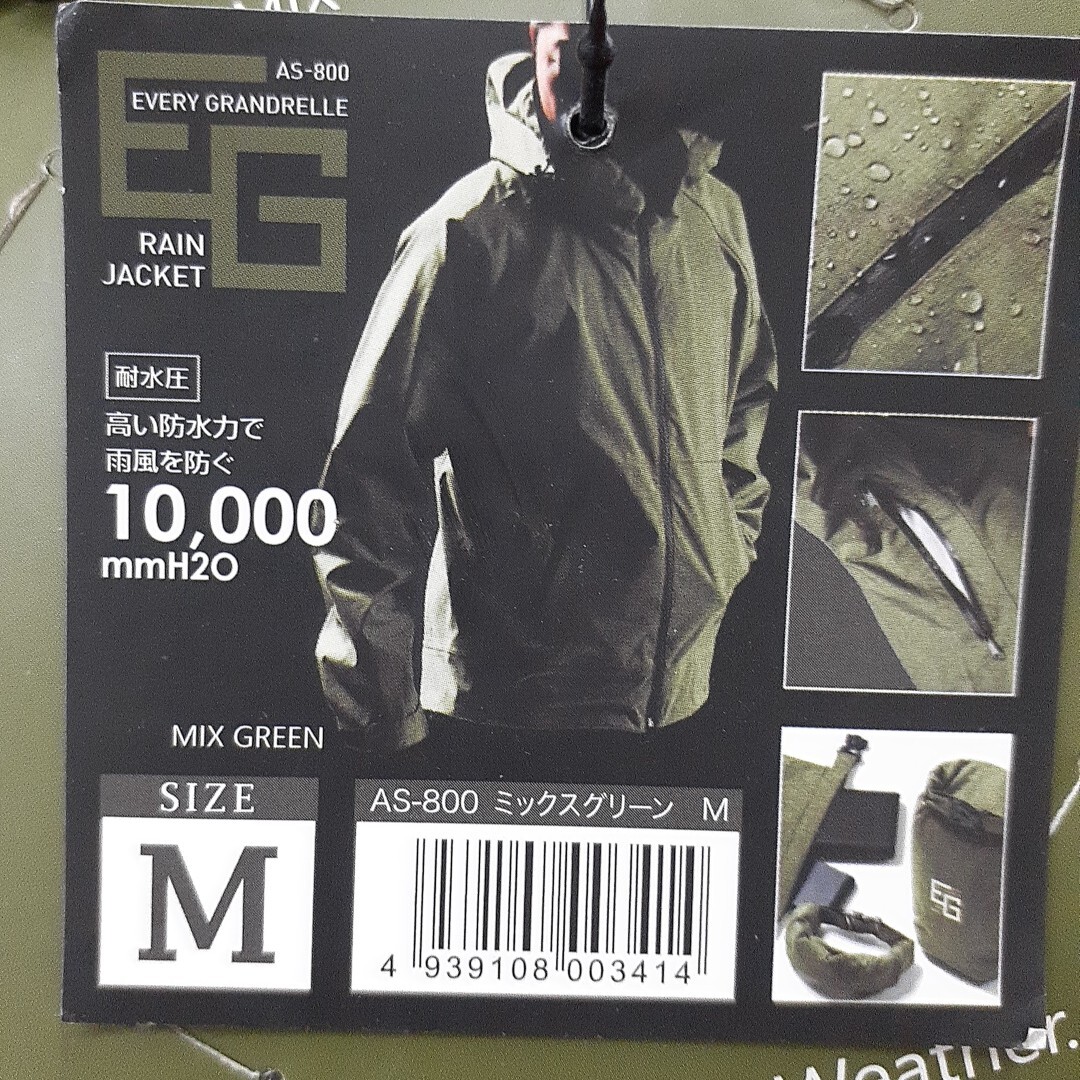 MIX
AS-800
EVERY GRANDRELLE
EG
RAIN
JACKET
耐水圧
高い防水力で
雨風を防ぐ
10,000
mmH2O
MIX GREEN
SIZE
M
AS-800 ミックスグリーン M
4 939108 003414
EG
Weather.